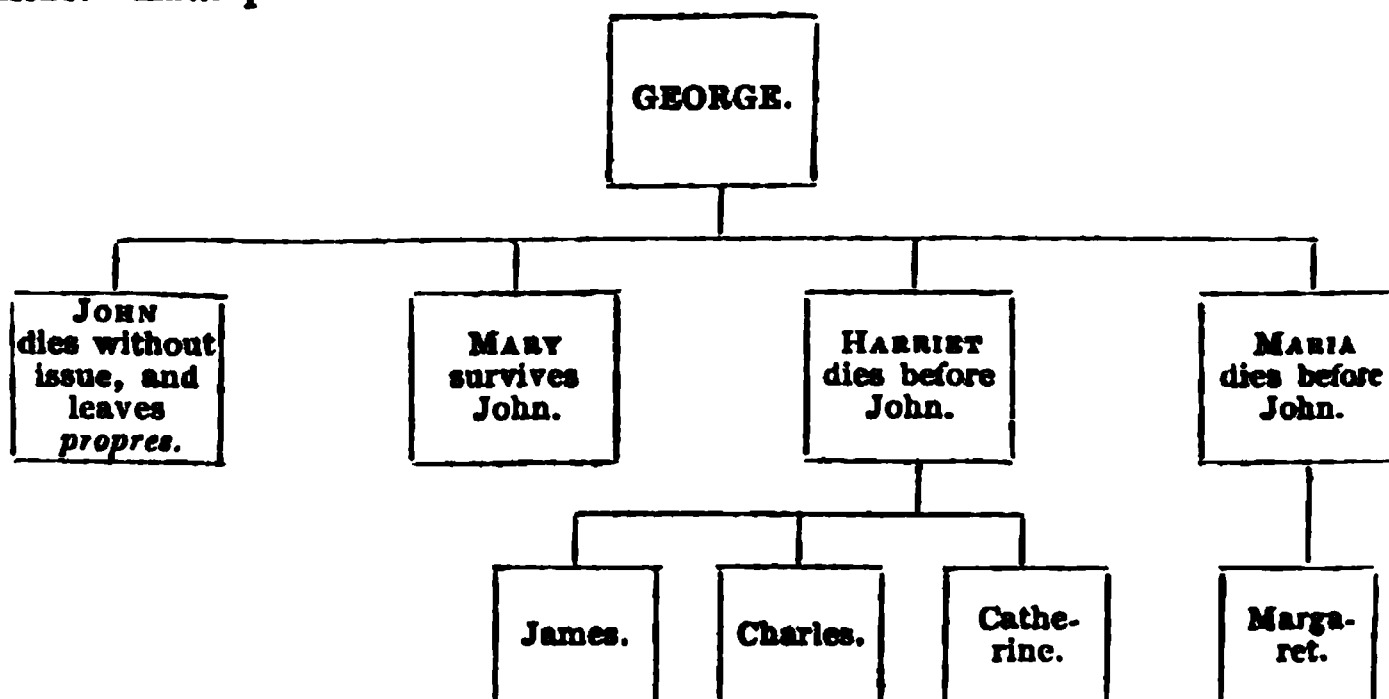 GEORGE.
JOHN
dies without
issue, and
leaves
propres.
MARY
survives
John.
HARRIET
dies before
John.
MARIA
dies before
John.
James.
Charles.
Cathe-
rine.
Marga-
ret.